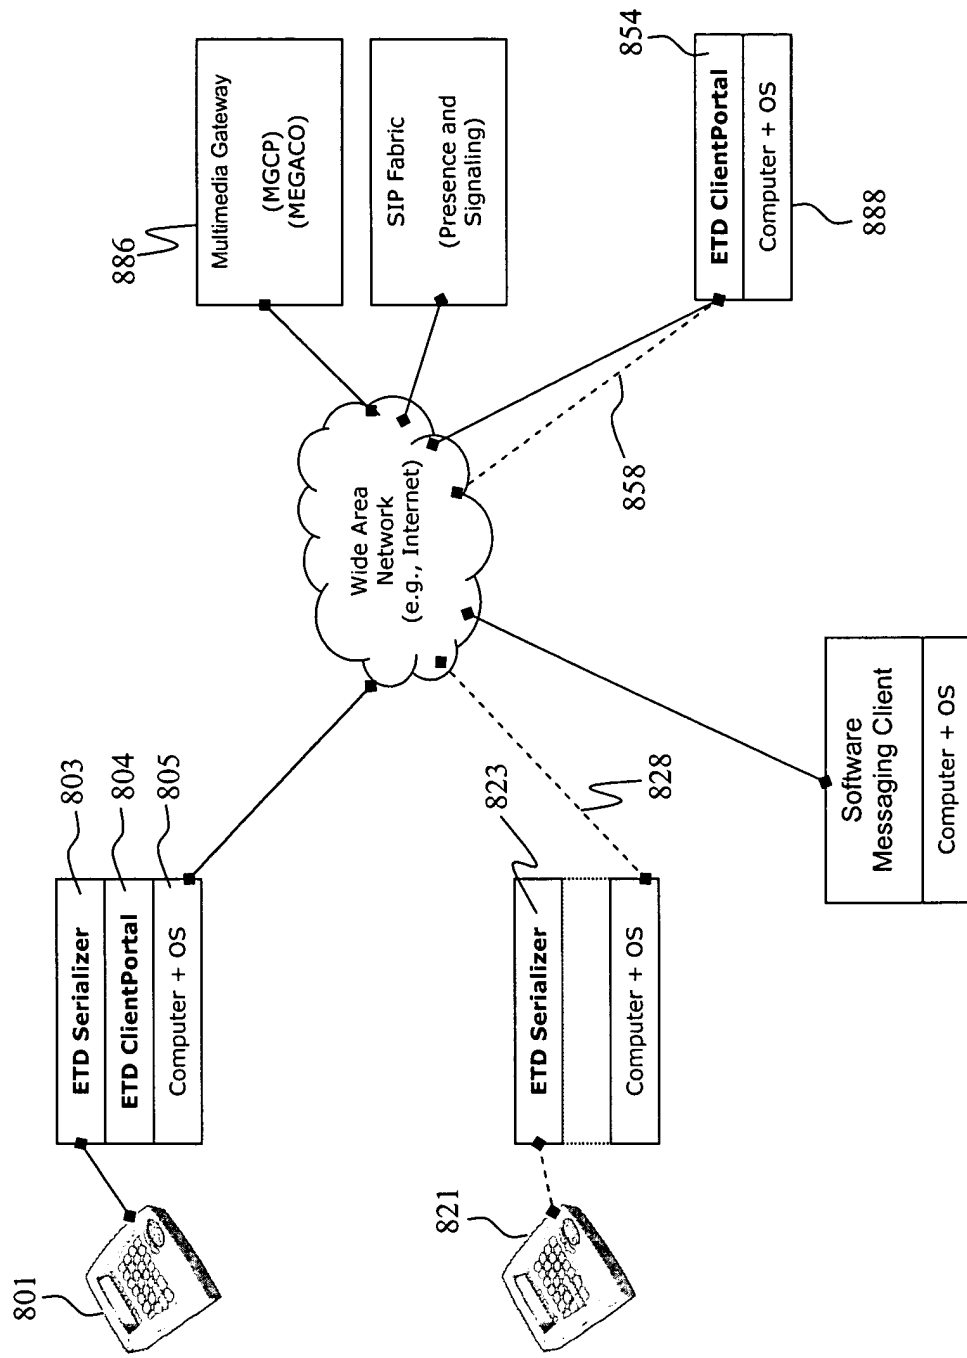 801
ETD Serializer
ETD ClientPortal
Computer + OS
803
804
805
821
ETD Serializer
Computer + OS
823
828
Software
Messaging Client
Computer + OS
Wide Area
Network
(e.g., Internet)
886
Multimedia Gateway
(MGCP)
(MEGACO)
SIP Fabric
(Presence and
Signaling)
858
854
ETD ClientPortal
Computer + OS
888